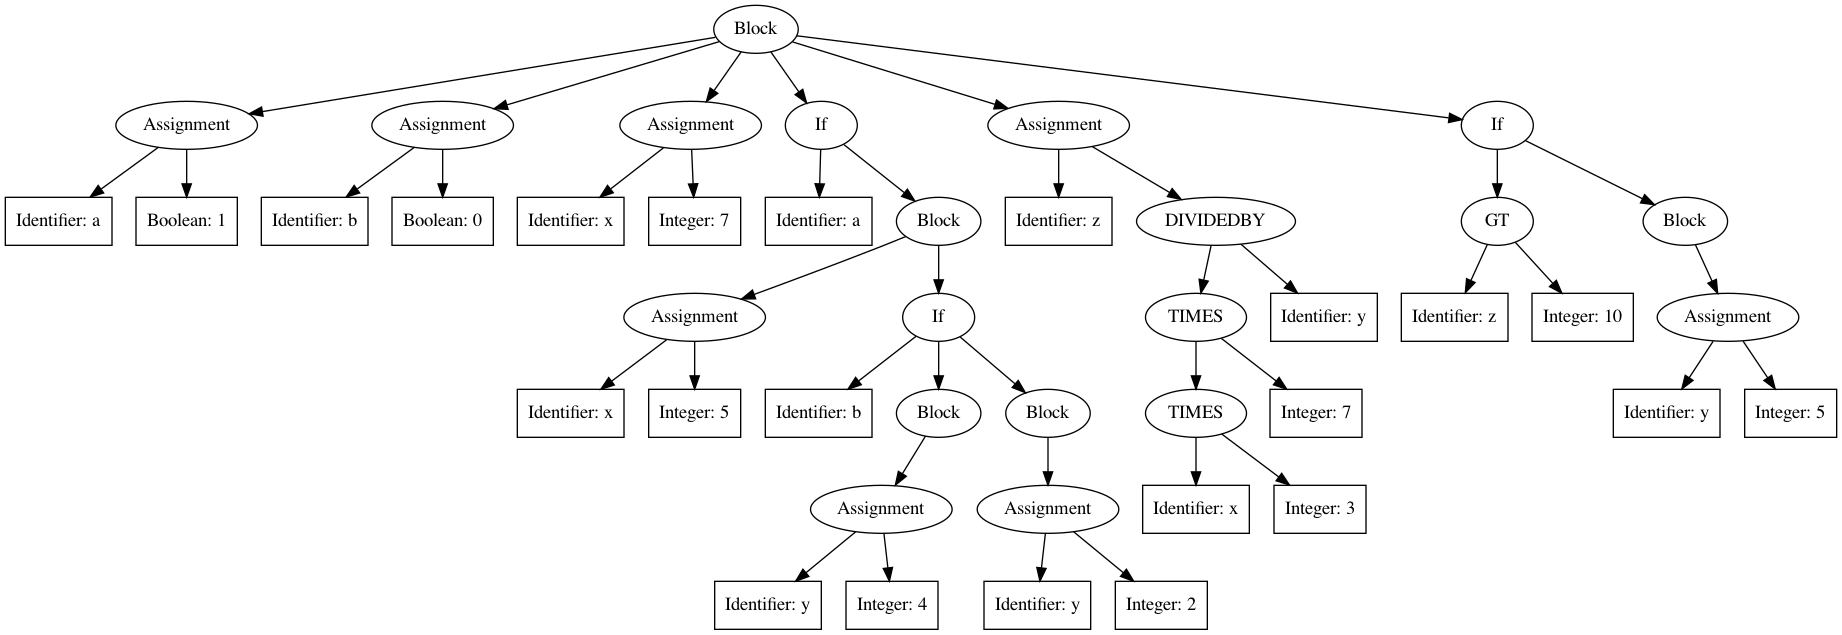 Block
Assignment
Assignment
Assignment
If
Assignment
If
Identifier: a
Boolean: 1
Identifier: b
Boolean: 0
Identifier: x
Integer: 7
Identifier: a
Block
Identifier: z
DIVIDEDBY
GT
Block
Assignment
If
TIMES
Identifier: y
Identifier: z
Integer: 10
Assignment
Identifier: x
Integer: 5
Identifier: b
Block
Block
TIMES
Integer: 7
Identifier: y
Integer: 5
Assignment
Assignment
Identifier: x
Integer: 3
Identifier: y
Integer: 4
Identifier: y
Integer: 2